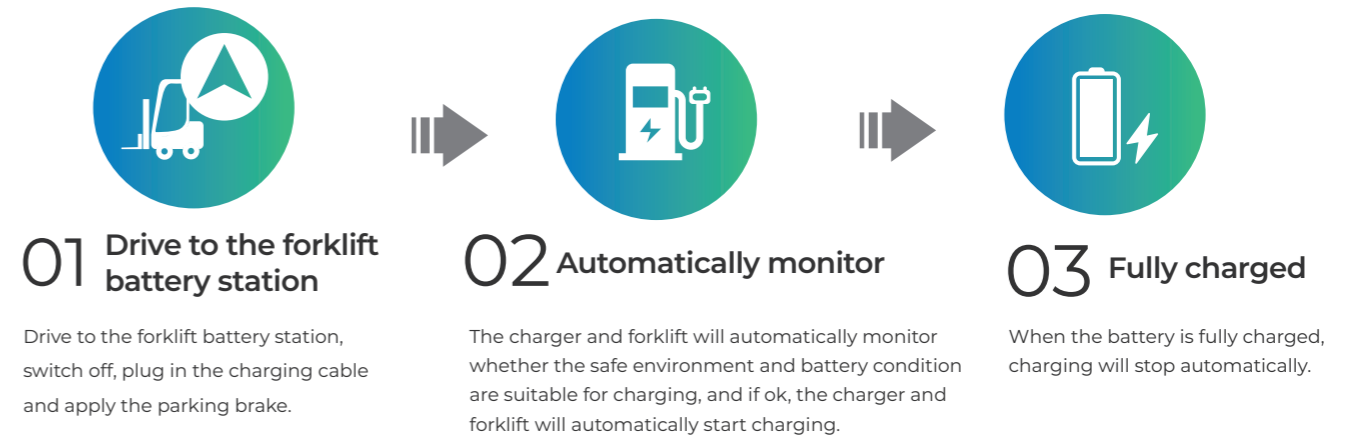 01 Drive to the forklift
battery station
Drive to the forklift battery station,
switch off, plug in the charging cable
and apply the parking brake.
02 Automatically monitor
The charger and forklift will automatically monitor
whether the safe environment and battery condition
are suitable for charging, and if ok, the charger and
forklift will automatically start charging.
03 Fully charged
When the battery is fully charged,
charging will stop automatically.